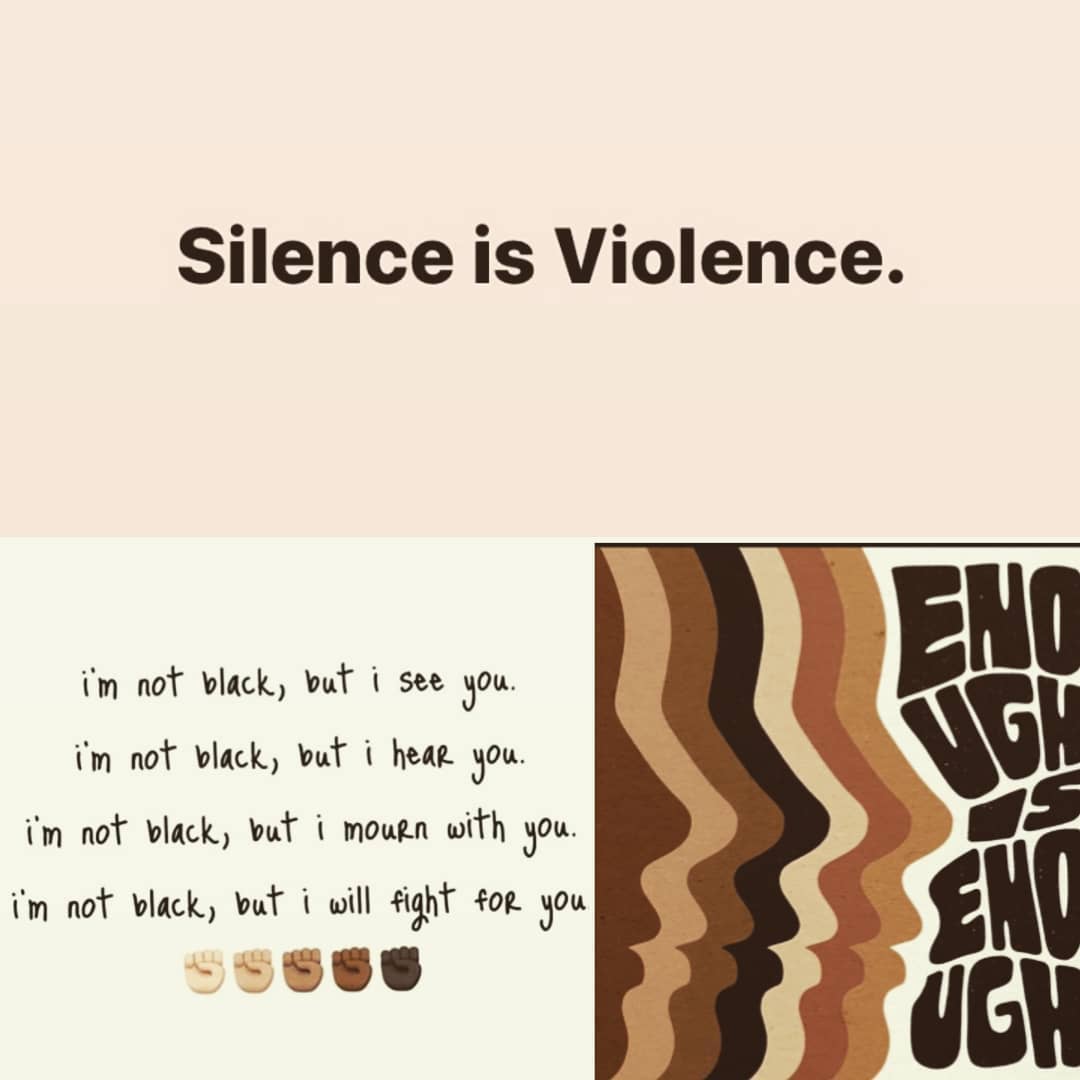 Silence is Violence.
i'm not black, but i see you.
i'm not black, but i hear you.
i'm not black, but i mourn with you.
i'm not black, but i will fight for you
✊🏻✊🏼✊🏽✊🏾✊🏿
ENO
UGH
IS
ENO
UGH